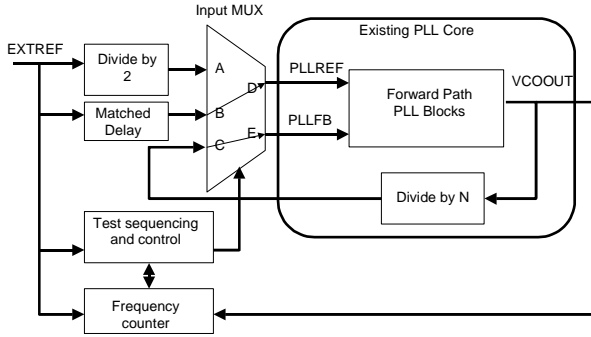 Input MUX
Existing PLL Core
EXTREF
Divide by
2
A
PLLREF
VCOOUT
D
Forward Path
PLL Blocks
Matched
Delay
B
PLLFB
E
C
Divide by N
Test sequencing
and control
Frequency
counter